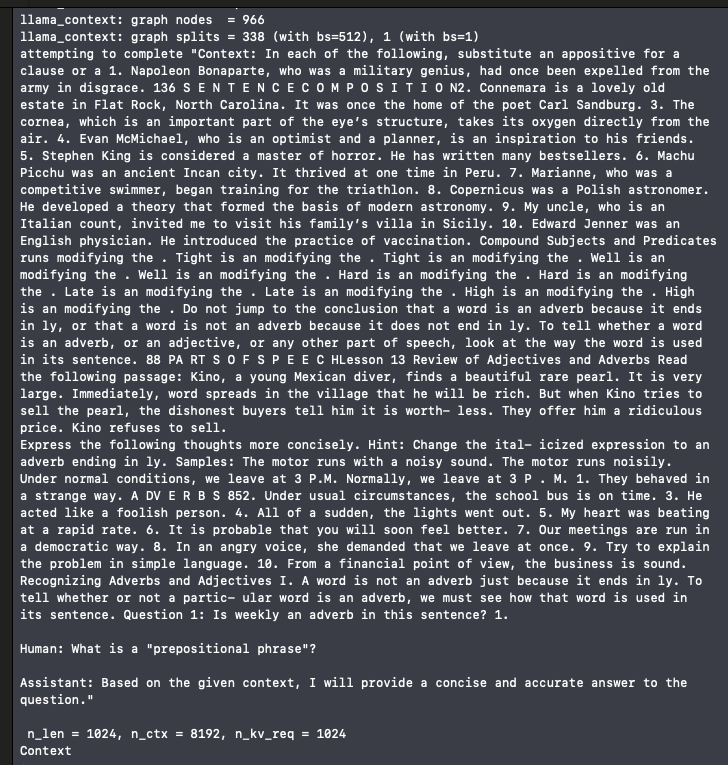 llama_context: graph nodes  = 966
llama_context: graph splits = 338 (with bs=512), 1 (with bs=1)
attempting to complete "Context: In each of the following, substitute an appositive for a
clause or a 1. Napoleon Bonaparte, who was a military genius, had once been expelled from the
army in disgrace. 136 S E N T E N C E C O M P O S I T I O N2. Connemara is a lovely old
estate in Flat Rock, North Carolina. It was once the home of the poet Carl Sandburg. 3. The
cornea, which is an important part of the eye's structure, takes its oxygen directly from the
air. 4. Evan McMichael, who is an optimist and a planner, is an inspiration to his friends.
5. Stephen King is considered a master of horror. He has written many bestsellers. 6. Machu
Picchu was an ancient Incan city. It thrived at one time in Peru. 7. Marianne, who was a
competitive swimmer, began training for the triathlon. 8. Copernicus was a Polish astronomer.
He developed a theory that formed the basis of modern astronomy. 9. My uncle, who is an
Italian count, invited me to visit his family's villa in Sicily. 10. Edward Jenner was an
English physician. He introduced the practice of vaccination. Compound Subjects and Predicates
runs modifying the . Tight is an modifying the . Tight is an modifying the . Well is an
modifying the . Well is an modifying the . Hard is an modifying the . Hard is an modifying
the . Late is an modifying the . Late is an modifying the . High is an modifying the . High
is an modifying the . Do not jump to the conclusion that a word is an adverb because it ends
in ly, or that a word is not an adverb because it does not end in ly. To tell whether a word
is an adverb, or an adjective, or any other part of speech, look at the way the word is used
in its sentence. 88 PA RT S O F S P E E C HLesson 13 Review of Adjectives and Adverbs Read
the following passage: Kino, a young Mexican diver, finds a beautiful rare pearl. It is very
large. Immediately, word spreads in the village that he will be rich. But when Kino tries to
sell the pearl, the dishonest buyers tell him it is worth- less. They offer him a ridiculous
price. Kino refuses to sell.
Express the following thoughts more concisely. Hint: Change the ital- icized expression to an
adverb ending in ly. Samples: The motor runs with a noisy sound. The motor runs noisily.
Under normal conditions, we leave at 3 P.M. Normally, we leave at 3 P . M. 1. They behaved in
a strange way. A DV E R B S 852. Under usual circumstances, the school bus is on time. 3. He
acted like a foolish person. 4. All of a sudden, the lights went out. 5. My heart was beating
at a rapid rate. 6. It is probable that you will soon feel better. 7. Our meetings are run in
a democratic way. 8. In an angry voice, she demanded that we leave at once. 9. Try to explain
the problem in simple language. 10. From a financial point of view, the business is sound.
Recognizing Adverbs and Adjectives I. A word is not an adverb just because it ends in ly. To
tell whether or not a partic- ular word is an adverb, we must see how that word is used in
its sentence. Question 1: Is weekly an adverb in this sentence? 1.

Human: What is a "prepositional phrase"?

Assistant: Based on the given context, I will provide a concise and accurate answer to the
question."

n_len = 1024, n_ctx = 8192, n_kv_req = 1024
Context